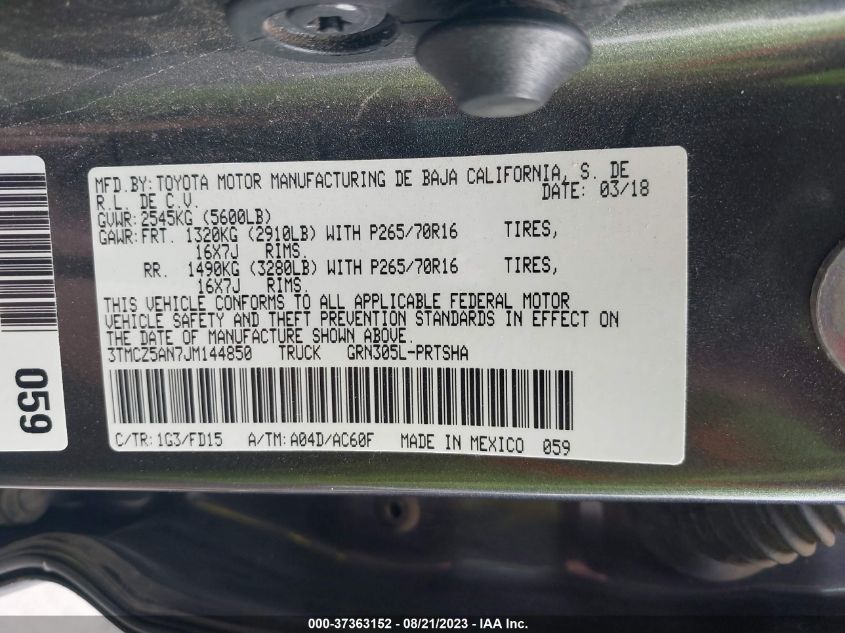 MFD.BY: TOYOTA MOTOR MANUFACTURING DE BAJA CALIFORNIA, S. DE
R.L. DE C.V. DATE: 03/18
GVWR: 2545KG (5600LB)
GAWR: FRT. 1320KG (2910LB) WITH P265/70R16 TIRES,
16X7J RIMS.
RR. 1490KG (3280LB) WITH P265/70R16 TIRES,
16X7J RIMS.
THIS VEHICLE CONFORMS TO ALL APPLICABLE FEDERAL MOTOR
VEHICLE SAFETY AND THEFT PREVENTION STANDARDS IN EFFECT ON
THE DATE OF MANUFACTURE SHOWN ABOVE.
3TMCZ5AN7JM144850 TRUCK GRN305L-PRTSHA
C/TR: 1G3/FD15 A/TM: A04D/AC60F MADE IN MEXICO 059
059
000-37363152 - 08/21/2023 - IAA Inc.